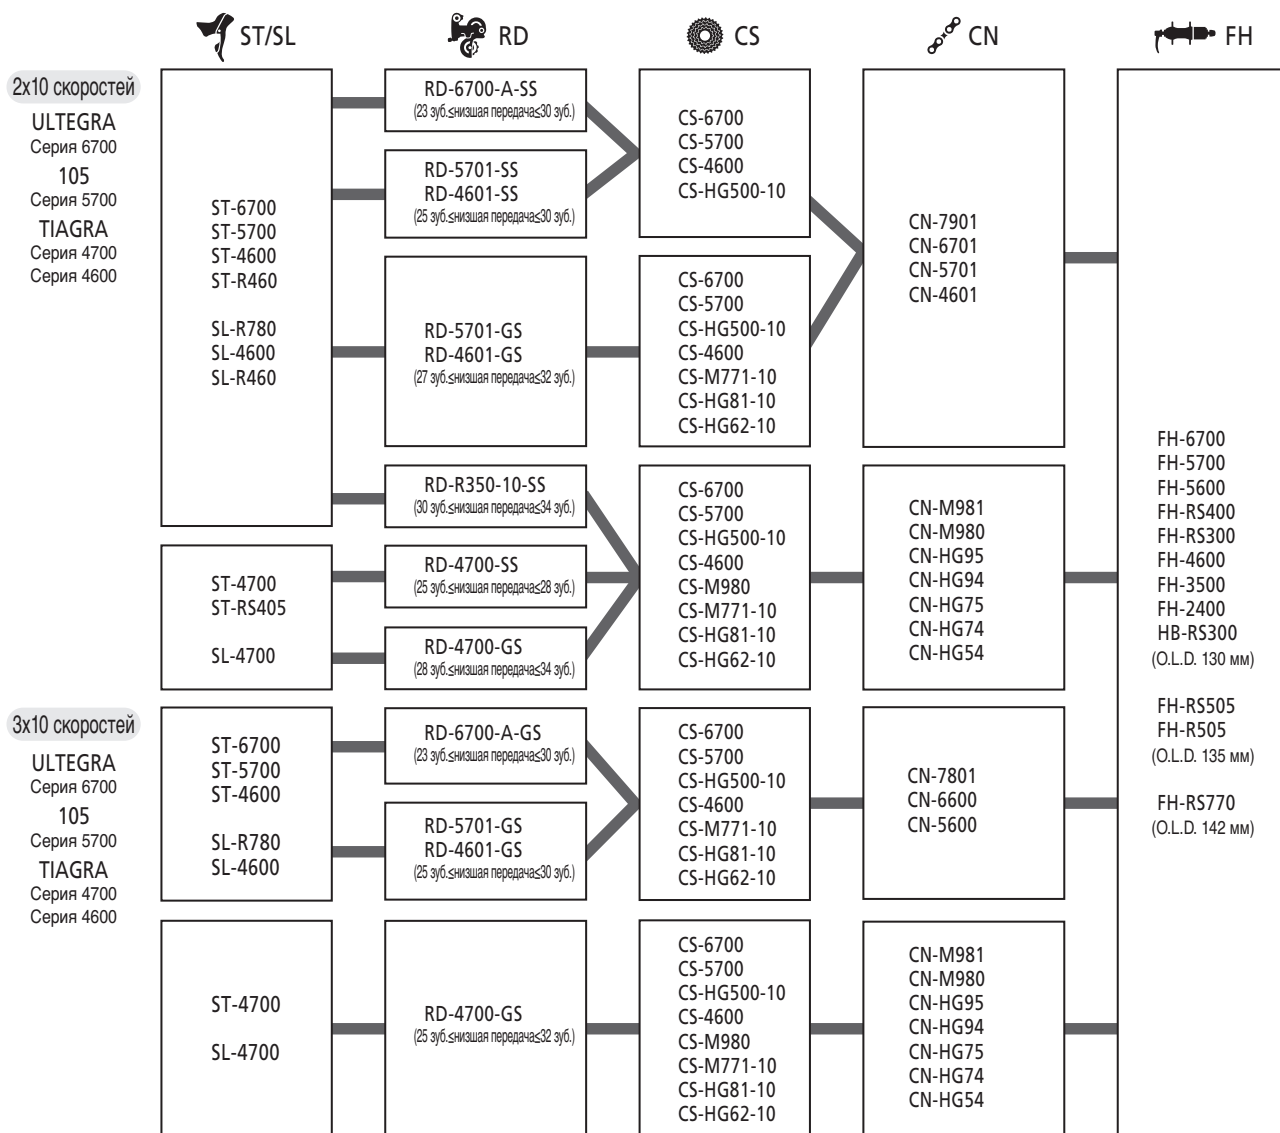 ST/SL
RD
CS
CN
FH
2x10 скоростей
ULTEGRA
Серия 6700
105
Серия 5700
TIAGRA
Серия 4700
Серия 4600
ST-6700
ST-5700
ST-4600
ST-R460
SL-R780
SL-4600
SL-R460
RD-6700-A-SS
(23 зуб.≤низшая передача≤30 зуб.)
RD-5701-SS
RD-4601-SS
(25 зуб.≤низшая передача≤30 зуб.)
CS-6700
CS-5700
CS-4600
CS-HG500-10
RD-5701-GS
RD-4601-GS
(27 зуб.≤низшая передача≤32 зуб.)
CS-6700
CS-5700
CS-HG500-10
CS-4600
CS-M771-10
CS-HG81-10
CS-HG62-10
CN-7901
CN-6701
CN-5701
CN-4601
RD-R350-10-SS
(30 зуб.≤низшая передача≤34 зуб.)
ST-4700
ST-RS405
SL-4700
RD-4700-SS
(25 зуб.≤низшая передача≤28 зуб.)
RD-4700-GS
(28 зуб.≤низшая передача≤34 зуб.)
CS-6700
CS-5700
CS-HG500-10
CS-4600
CS-M980
CS-M771-10
CS-HG81-10
CS-HG62-10
CN-M981
CN-M980
CN-HG95
CN-HG94
CN-HG75
CN-HG74
CN-HG54
FH-6700
FH-5700
FH-5600
FH-RS400
FH-RS300
FH-4600
FH-3500
FH-2400
HB-RS300
(O.L.D. 130 мм)
FH-RS505
FH-R505
(O.L.D. 135 мм)
FH-RS770
(O.L.D. 142 мм)
3x10 скоростей
ULTEGRA
Серия 6700
105
Серия 5700
TIAGRA
Серия 4700
Серия 4600
ST-6700
ST-5700
ST-4600
SL-R780
SL-4600
RD-6700-A-GS
(23 зуб.≤низшая передача≤30 зуб.)
RD-5701-GS
RD-4601-GS
(25 зуб.≤низшая передача≤30 зуб.)
CS-6700
CS-5700
CS-HG500-10
CS-4600
CS-M771-10
CS-HG81-10
CS-HG62-10
CN-7801
CN-6600
CN-5600
ST-4700
SL-4700
RD-4700-GS
(25 зуб.≤низшая передача≤32 зуб.)
CS-6700
CS-5700
CS-HG500-10
CS-4600
CS-M980
CS-M771-10
CS-HG81-10
CS-HG62-10
CN-M981
CN-M980
CN-HG95
CN-HG94
CN-HG75
CN-HG74
CN-HG54